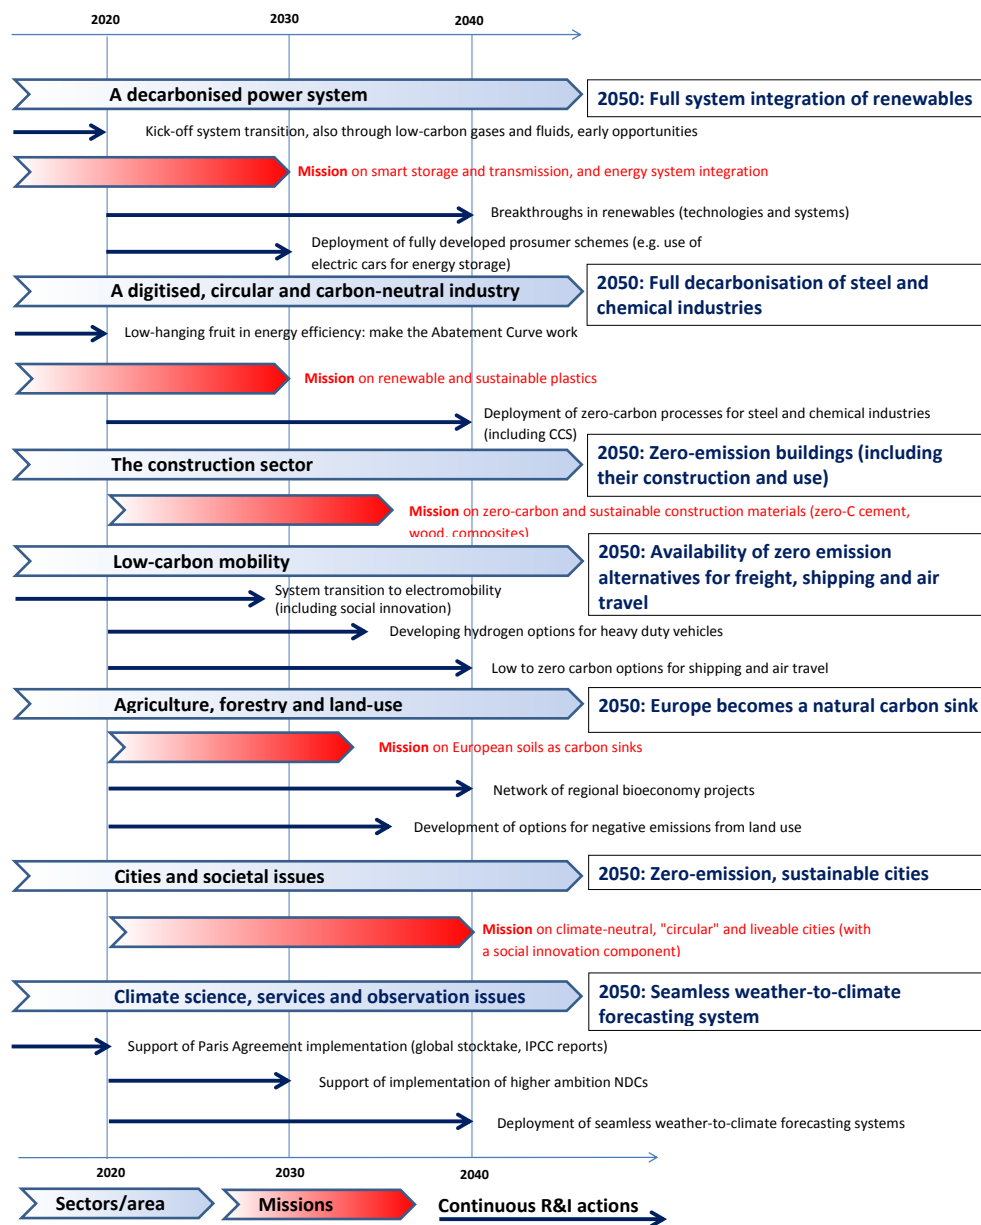 2020 2030 2040
A decarbonised power system
2050: Full system integration of renewables
Kick-off system transition, also through low-carbon gases and fluids, early opportunities
Mission on smart storage and transmission, and energy system integration
Breakthroughs in renewables (technologies and systems)
Deployment of fully developed prosumer schemes (e.g. use of
electric cars for energy storage)
A digitised, circular and carbon-neutral industry
2050: Full decarbonisation of steel and
chemical industries
Low-hanging fruit in energy efficiency: make the Abatement Curve work
Mission on renewable and sustainable plastics
Deployment of zero-carbon processes for steel and chemical industries
(including CCS)
The construction sector
2050: Zero-emission buildings (including
their construction and use)
Mission on zero-carbon and sustainable construction materials (zero-C cement,
wood, composites)
Low-carbon mobility
2050: Availability of zero emission
alternatives for freight, shipping and air
travel
System transition to electromobility
(including social innovation)
Developing hydrogen options for heavy duty vehicles
Low to zero carbon options for shipping and air travel
Agriculture, forestry and land-use
2050: Europe becomes a natural carbon sink
Mission on European soils as carbon sinks
Network of regional bioeconomy projects
Development of options for negative emissions from land use
Cities and societal issues
2050: Zero-emission, sustainable cities
Mission on climate-neutral, "circular" and liveable cities (with
a social innovation component)
Climate science, services and observation issues
2050: Seamless weather-to-climate
forecasting system
Support of Paris Agreement implementation (global stocktake, IPCC reports)
Support of implementation of higher ambition NDCs
Deployment of seamless weather-to-climate forecasting systems
2020 2030 2040
Sectors/area
Missions
Continuous R&I actions